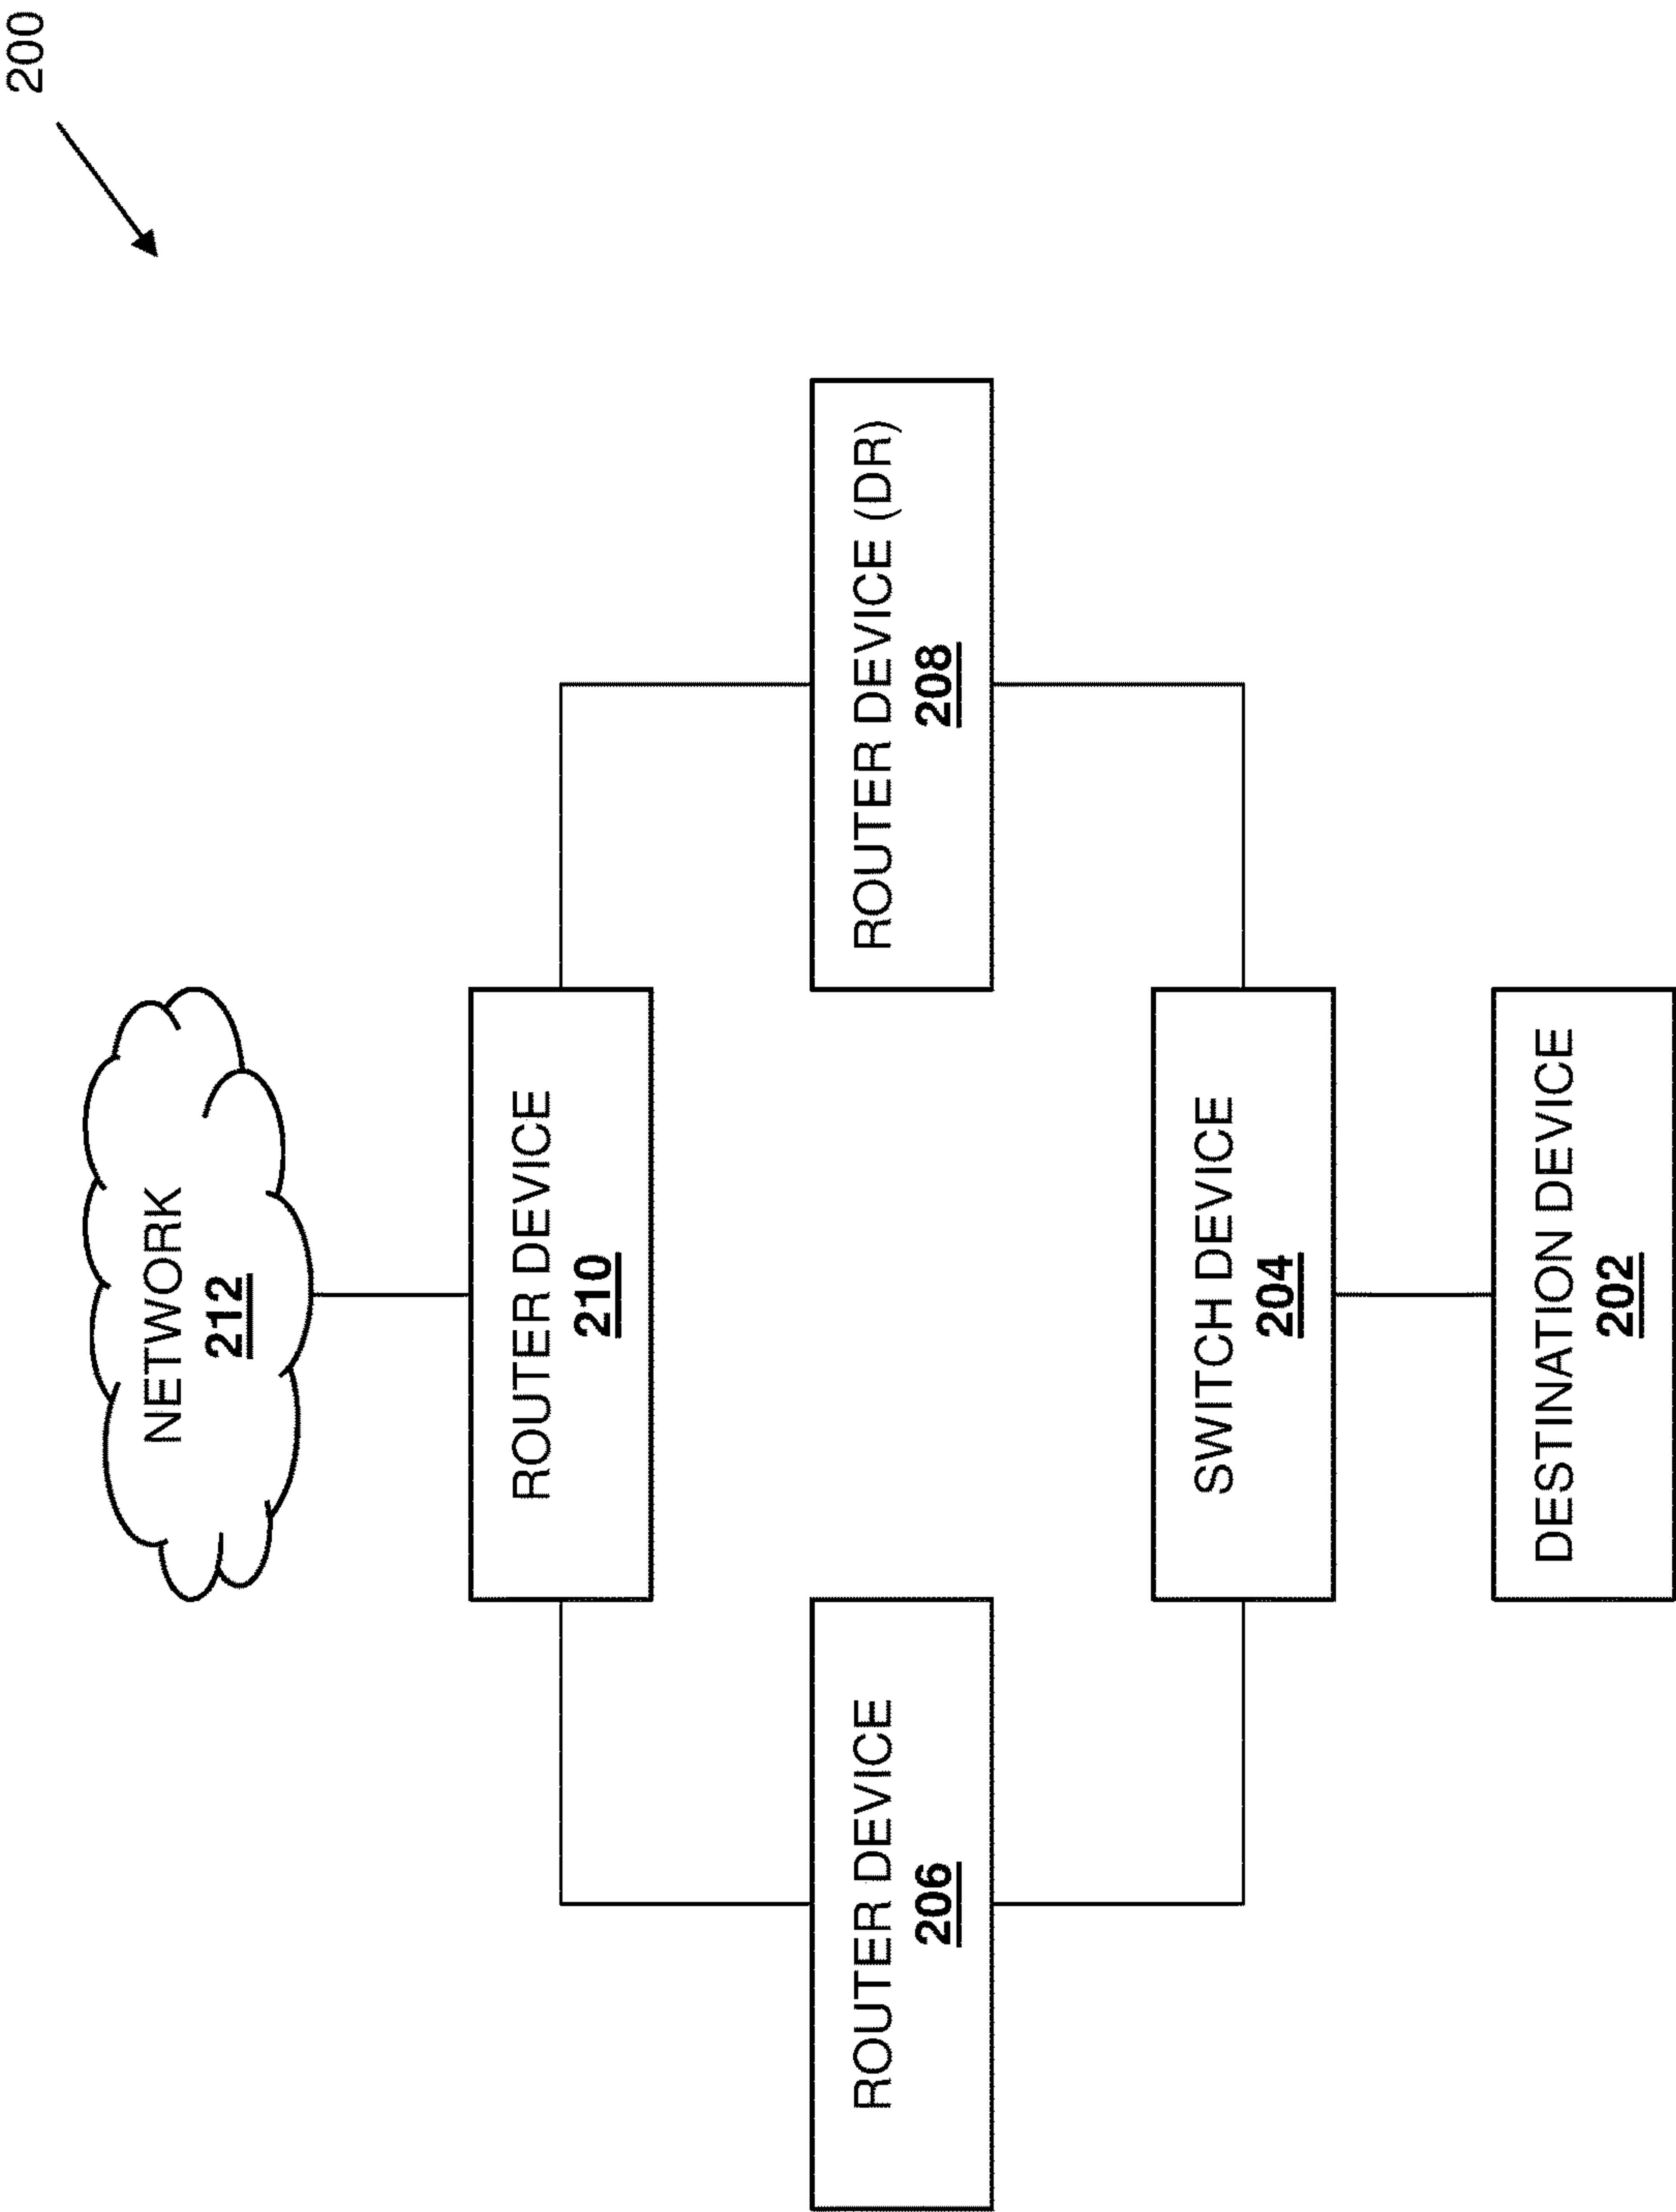 200
NETWORK
212
ROUTER DEVICE
210
ROUTER DEVICE
206
ROUTER DEVICE (DR)
208
SWITCH DEVICE
204
DESTINATION DEVICE
202